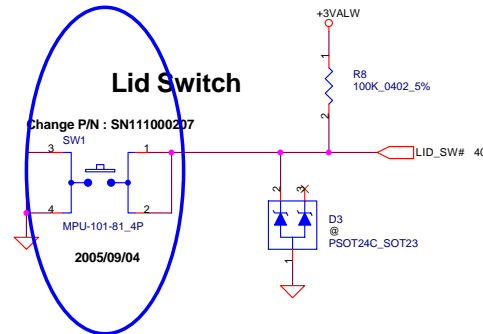 +3VALW
1
R8
100K_0402_5%
2
Lid Switch
Change P/N : SN111000207
SW1
3
1
LID_SW# 40
4
2
MPU-101-81_4P
2
3
D3
@
PSOT24C_SOT23
1
2005/09/04